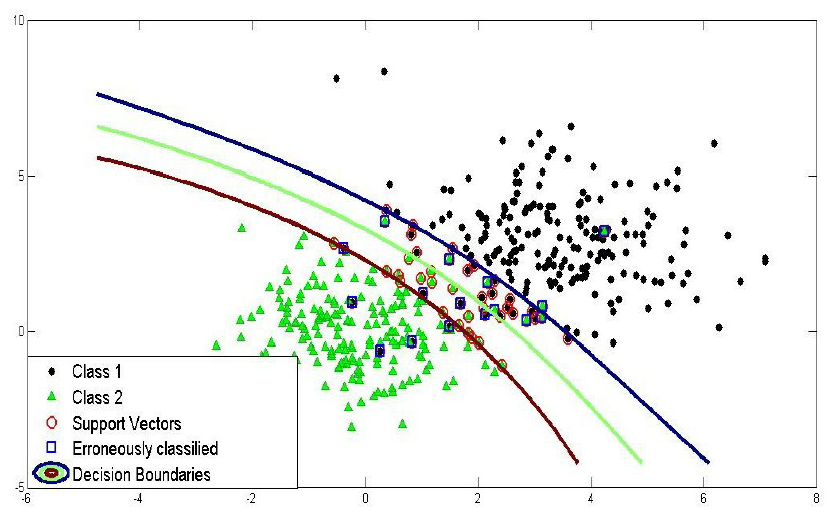 10
5
0
-5
-6
-4
-2
0
2
4
6
8
Class 1
Class 2
Support Vectors
Erroneously classilied
Decision Boundaries